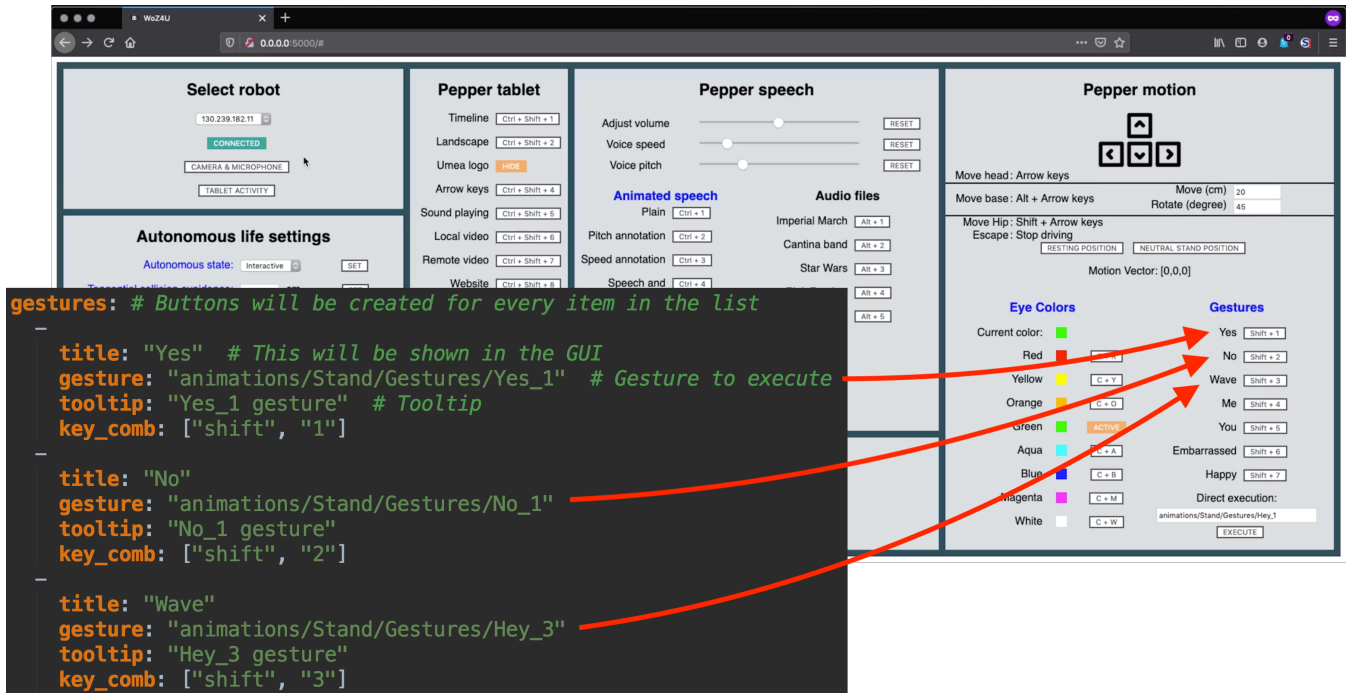 WoZ4U
0.0.0.0:5000/#
Select robot
130.239.182.11
CONNECTED
CAMERA & MICROPHONE
TABLET ACTIVITY
Autonomous life settings
Autonomous state: Interactive SET
Pepper tablet
Timeline Ctrl + Shift + 1
Landscape Ctrl + Shift + 2
Umea logo HIDE
Arrow keys Ctrl + Shift + 4
Sound playing Ctrl + Shift + 5
Local video Ctrl + Shift + 6
Remote video Ctrl + Shift + 7
Website Ctrl + Shift + 8
Pepper speech
Adjust volume RESET
Voice speed RESET
Voice pitch RESET
Animated speech
Plain Ctrl + 1
Pitch annotation Ctrl + 2
Speed annotation Ctrl + 3
Speech and Ctrl + 4
Audio files
Imperial March Alt + 1
Cantina band Alt + 2
Star Wars Alt + 3
Alt + 4
Alt + 5
Pepper motion
Move head: Arrow keys
Move base: Alt + Arrow keys
Move (cm) 20
Rotate (degree) 45
Move Hip: Shift + Arrow keys
Escape: Stop driving
RESTING POSITION NEUTRAL STAND POSITION
Motion Vector: [0,0,0]
Eye Colors
Current color:
Red C + R
Yellow C + Y
Orange C + O
Green ACTIVE
Aqua C + A
Blue C + B
Magenta C + M
White C + W
Gestures
Yes Shift + 1
No Shift + 2
Wave Shift + 3
Me Shift + 4
You Shift + 5
Embarrassed Shift + 6
Happy Shift + 7
Direct execution:
animations/Stand/Gestures/Hey_1
EXECUTE
gestures: # Buttons will be created for every item in the list
-
title: "Yes" # This will be shown in the GUI
gesture: "animations/Stand/Gestures/Yes_1" # Gesture to execute
tooltip: "Yes_1 gesture" # Tooltip
key_comb: ["shift", "1"]
-
title: "No"
gesture: "animations/Stand/Gestures/No_1"
tooltip: "No_1 gesture"
key_comb: ["shift", "2"]
-
title: "Wave"
gesture: "animations/Stand/Gestures/Hey_3"
tooltip: "Hey_3 gesture"
key_comb: ["shift", "3"]